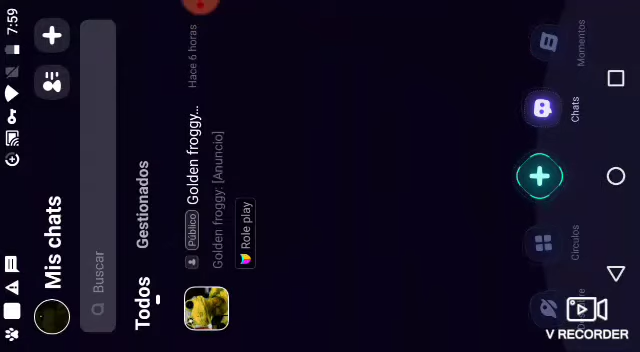 7:59
Mis chats
Buscar
Todos
Gestionados
Público
Golden froggy...
Hace 6 horas
Golden froggy: [Anuncio]
Role play
Círculos
Chats
Momentos
V RECORDER